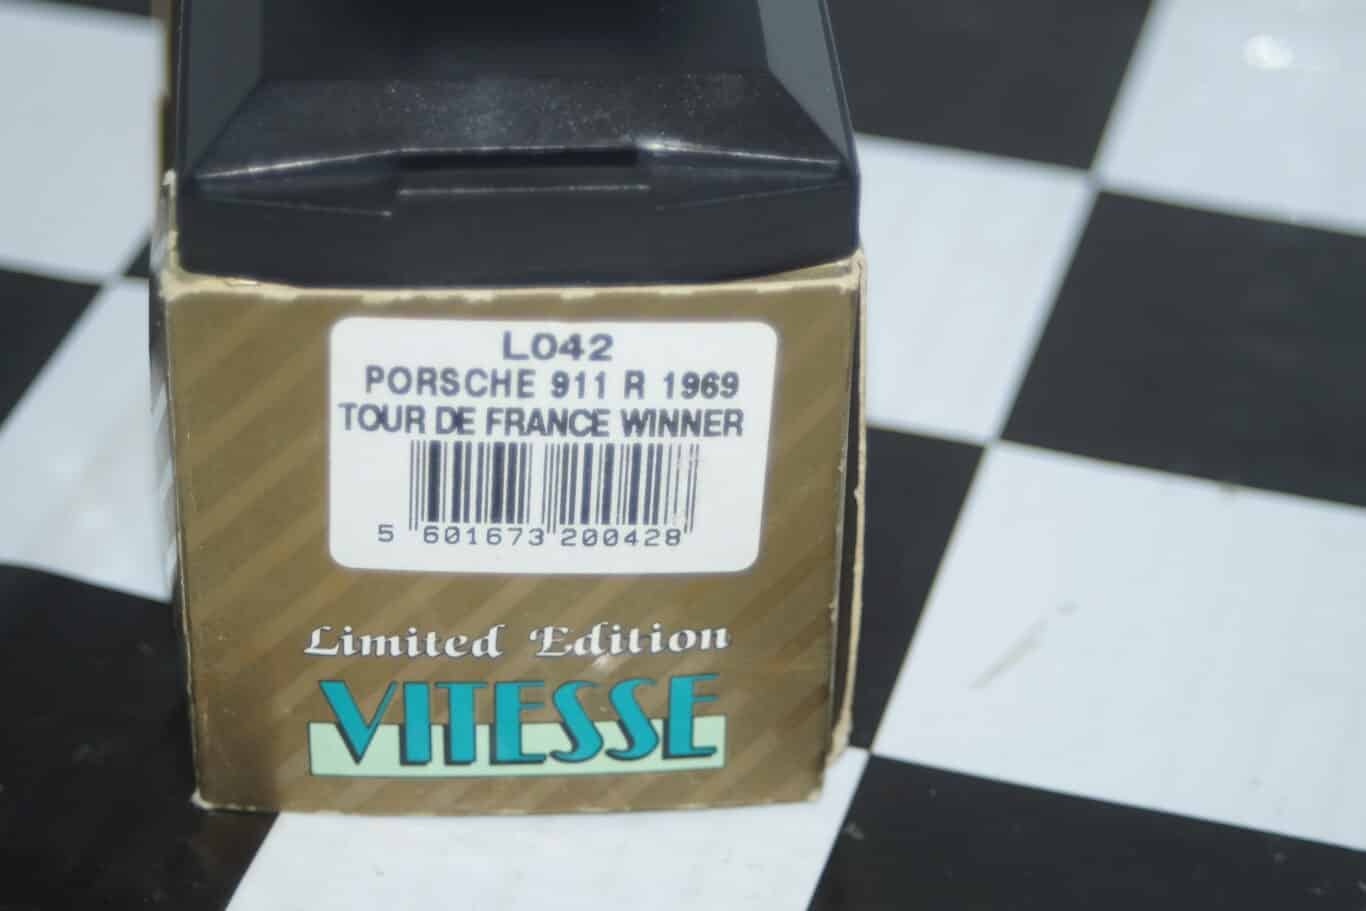 L042
PORSCHE 911 R 1969
TOUR DE FRANCE WINNER
5 601673 200428
Limited Edition
VITESSE